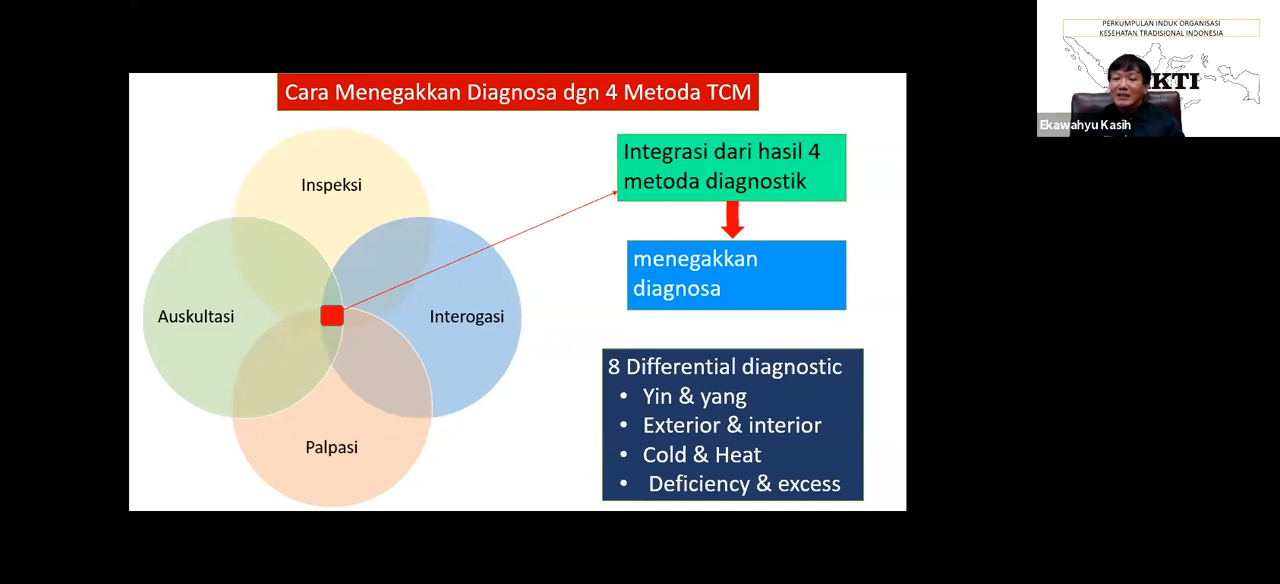 Cara Menegakkan Diagnosa dgn 4 Metoda TCM
Inspeksi
Auskultasi
Interogasi
Palpasi
Integrasi dari hasil 4
metoda diagnostik
menegakkan
diagnosa
8 Differential diagnostic
• Yin & yang
• Exterior & interior
• Cold & Heat
• Deficiency & excess
PERKUMPULAN INDUK ORGANISASI
KESEHATAN TRADISIONAL INDONESIA
KTI
Ekawahyu Kasih